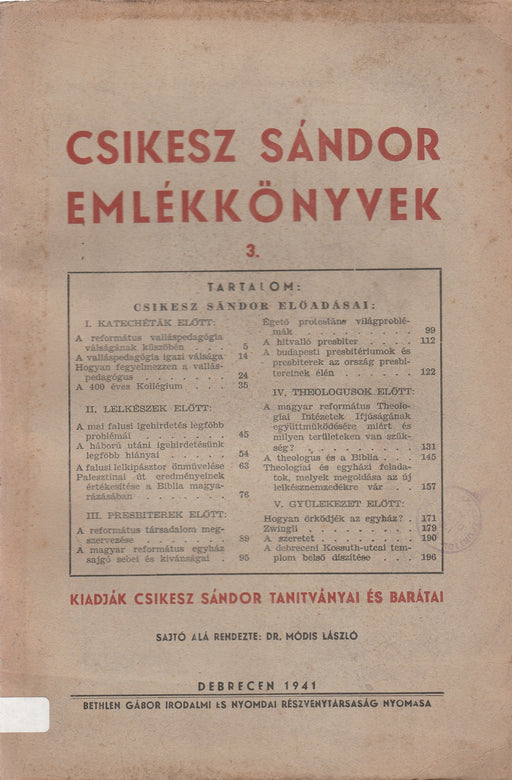 CSIKESZ SÁNDOR
EMLÉKKÖNYVEK
3.
TARTALOM:
CSIKESZ SÁNDOR ELŐADÁSAI:
I. KATECHÉTÁK ELŐTT:
A református valláspedagógia
válságának küszöbén . . . . 5
A valláspedagógia igazi válsága 14
Hogyan fegyelmezzen a vallás-
pedagógus . . . . . . . 24
A 400 éves Kollégium . . . . 35
II. LELKÉSZEK ELŐTT:
A mai falusi igehirdetés legfőbb
problémái . . . . . . . 45
A háború utáni igehirdetésünk
legfőbb hiányai . . . . . 54
A falusi lelkipásztor önművelése 63
Palesztinai út eredményeinek
értékesítése a Biblia magya-
rázásában . . . . . . . 76
III. PRESBITEREK ELŐTT:
A református társadalom meg-
szervezése . . . . . . . 89
A magyar református egyház
sajgó sebei és kívánságai . 95
Égető protestáns világproblé-
mák . . . . . . . . . 99
A hitvalló presbiter . . . . 112
A budapesti presbitériumok és
presbiterek az ország presbi-
tereinek élén . . . . . . 122
IV. THEOLOGUSOK ELŐTT:
A magyar református Theolo-
giai Intézetek Ifjúságának
együttműködésére miért és
milyen területeken van szük-
ség? . . . . . . . . . 131
A theologus és a Biblia . . . 145
Theologiai és egyházi felada-
tok, melyek megoldása az új
lelkésznemzedékre vár . . . 157
V. GYÜLEKEZET ELŐTT:
Hogyan őrködjék az egyház? . 171
Zwingli . . . . . . . . 179
A szeretet . . . . . . . 190
A debreceni Kossuth-utcai tem-
plom belső díszítése . . . . 196
KIADJÁK CSIKESZ SÁNDOR TANITVÁNYAI ÉS BARÁTAI
SAJTÓ ALÁ RENDEZTE: DR. MÓDIS LÁSZLÓ
DEBRECEN 1941
BETHLEN GÁBOR IRODALMI ÉS NYOMDAI RÉSZVÉNYTÁRSASÁG NYOMÁSA